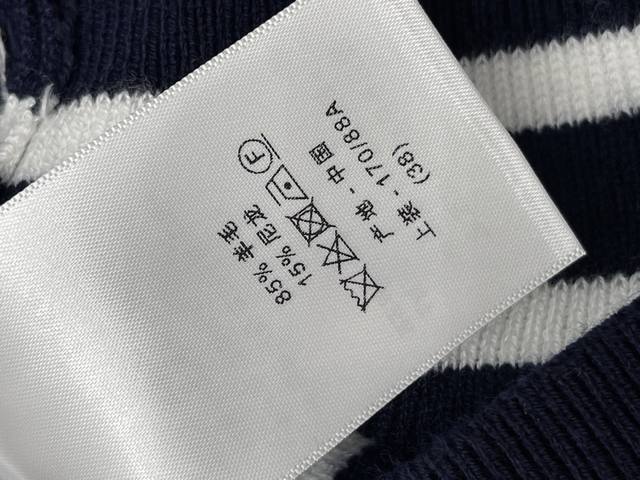 85% 羊毛
15% 尼龙
F
产地 - 中国
上装 - 170/88A
(38)